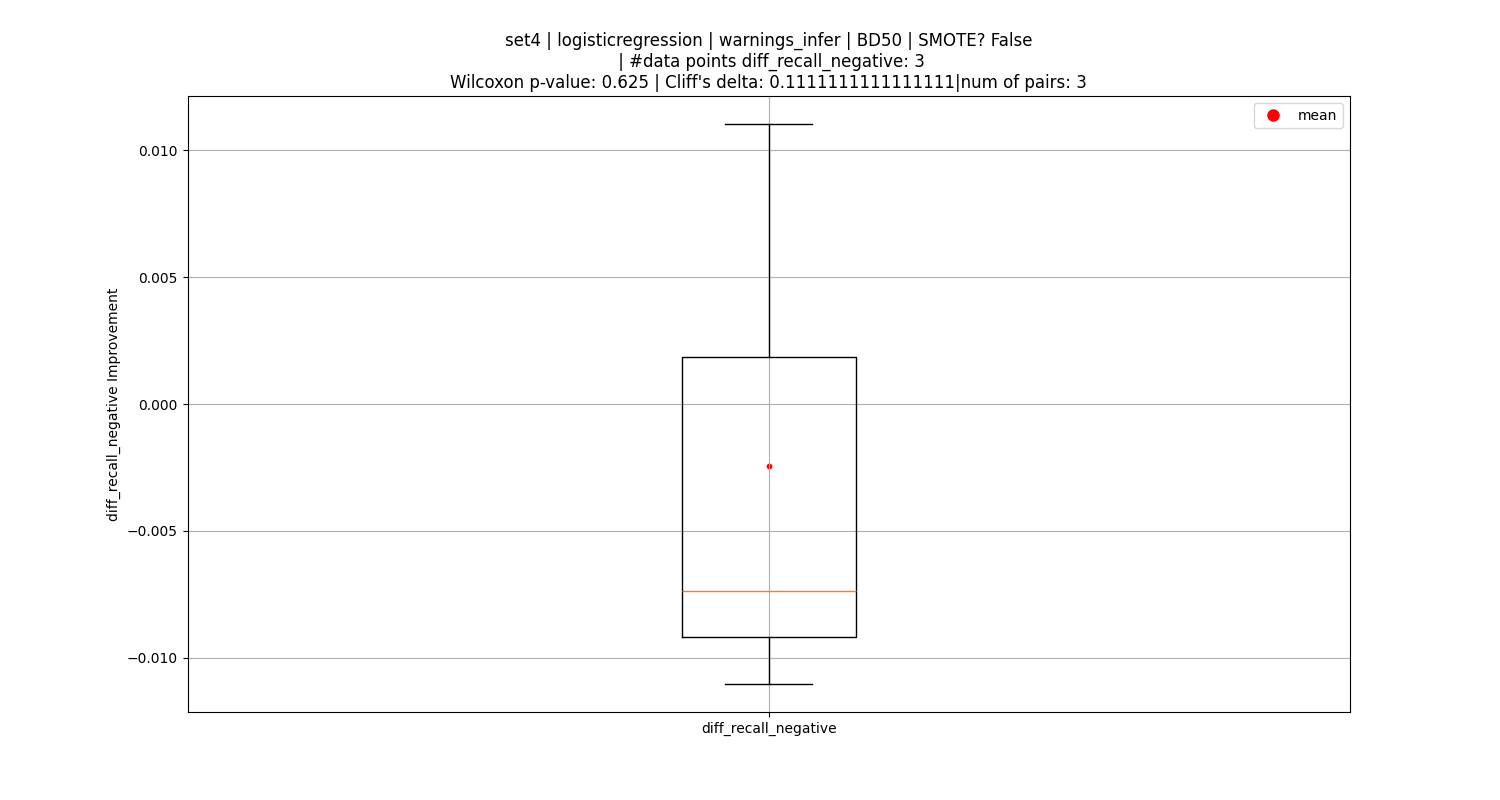 set4 | logisticregression | warnings_infer | BD50 | SMOTE? False
| #data points diff_recall_negative: 3
Wilcoxon p-value: 0.625 | Cliff's delta: 0.1111111111111111|num of pairs: 3
mean
0.010
0.005
0.000
−0.005
−0.010
diff_recall_negative Improvement
diff_recall_negative